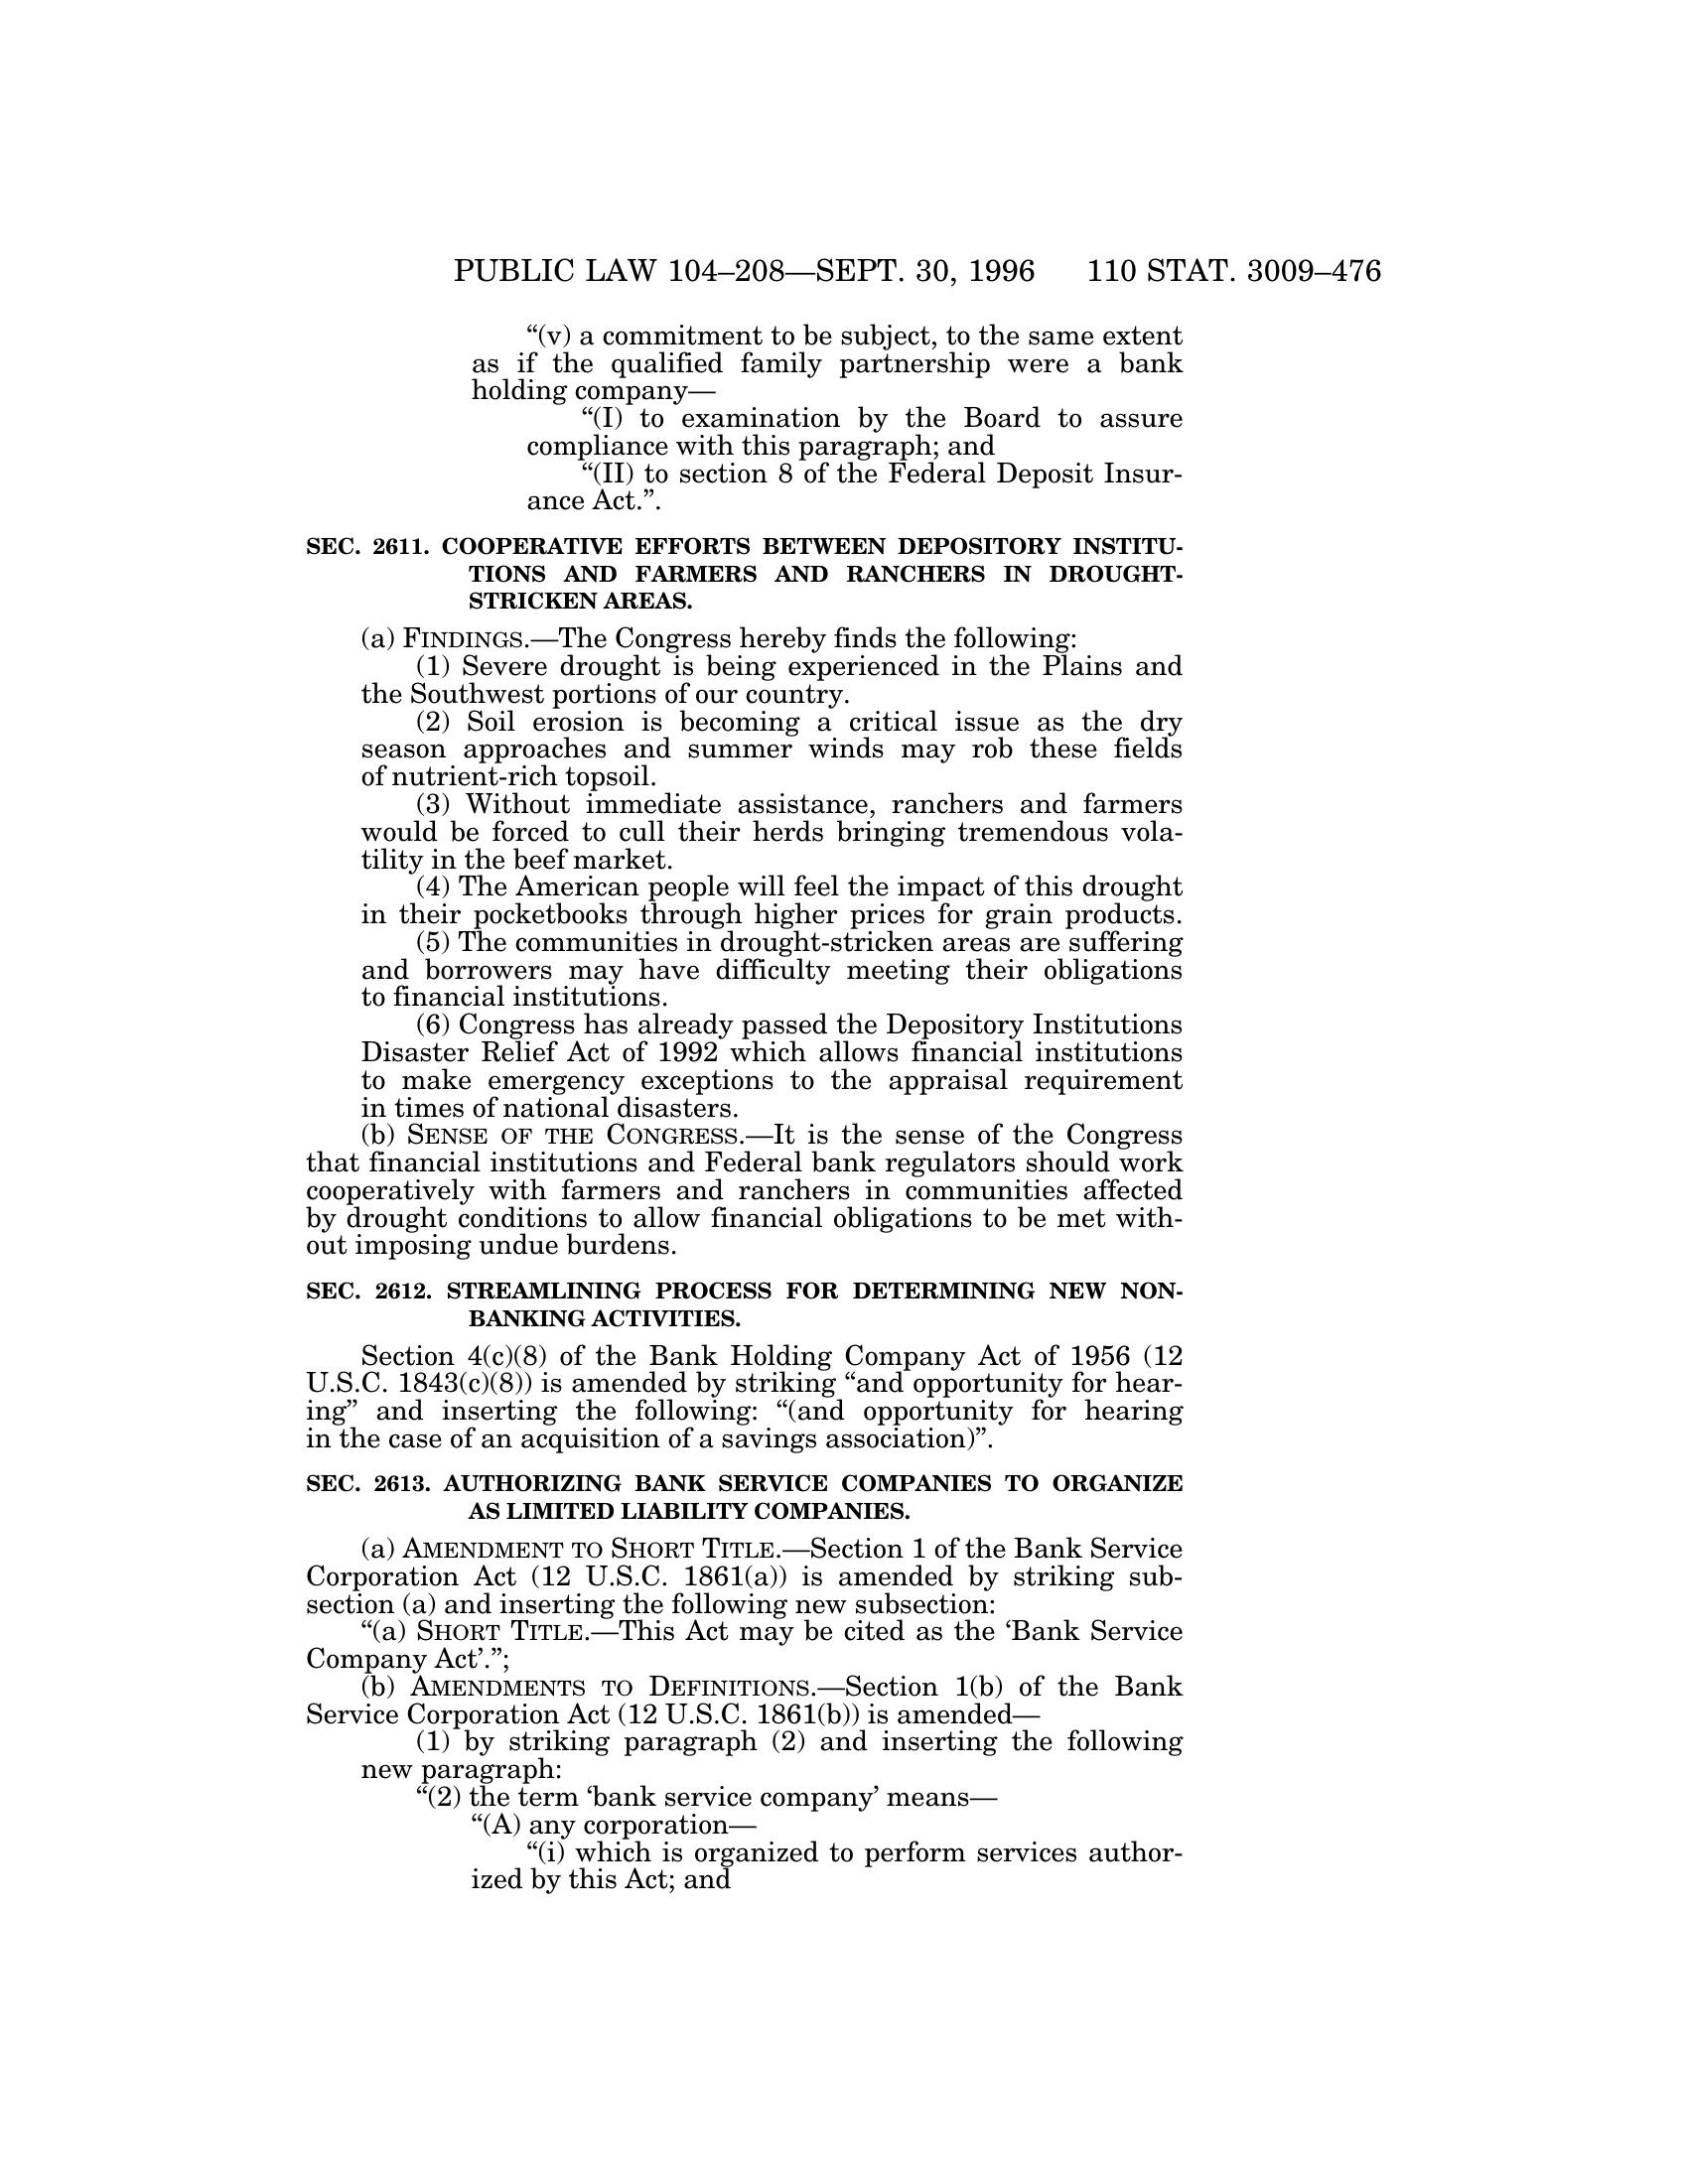 PUBLIC LAW 104–208—SEPT. 30, 1996 110 STAT. 3009–476
“(v) a commitment to be subject, to the same extent
as if the qualified family partnership were a bank
holding company—
“(I) to examination by the Board to assure
compliance with this paragraph; and
“(II) to section 8 of the Federal Deposit Insur-
ance Act.”.
SEC. 2611. COOPERATIVE EFFORTS BETWEEN DEPOSITORY INSTITU-
TIONS AND FARMERS AND RANCHERS IN DROUGHT-
STRICKEN AREAS.
(a) FINDINGS.—The Congress hereby finds the following:
(1) Severe drought is being experienced in the Plains and
the Southwest portions of our country.
(2) Soil erosion is becoming a critical issue as the dry
season approaches and summer winds may rob these fields
of nutrient-rich topsoil.
(3) Without immediate assistance, ranchers and farmers
would be forced to cull their herds bringing tremendous vola-
tility in the beef market.
(4) The American people will feel the impact of this drought
in their pocketbooks through higher prices for grain products.
(5) The communities in drought-stricken areas are suffering
and borrowers may have difficulty meeting their obligations
to financial institutions.
(6) Congress has already passed the Depository Institutions
Disaster Relief Act of 1992 which allows financial institutions
to make emergency exceptions to the appraisal requirement
in times of national disasters.
(b) SENSE OF THE CONGRESS.—It is the sense of the Congress
that financial institutions and Federal bank regulators should work
cooperatively with farmers and ranchers in communities affected
by drought conditions to allow financial obligations to be met with-
out imposing undue burdens.
SEC. 2612. STREAMLINING PROCESS FOR DETERMINING NEW NON-
BANKING ACTIVITIES.
Section 4(c)(8) of the Bank Holding Company Act of 1956 (12
U.S.C. 1843(c)(8)) is amended by striking “and opportunity for hear-
ing” and inserting the following: “(and opportunity for hearing
in the case of an acquisition of a savings association)”.
SEC. 2613. AUTHORIZING BANK SERVICE COMPANIES TO ORGANIZE
AS LIMITED LIABILITY COMPANIES.
(a) AMENDMENT TO SHORT TITLE.—Section 1 of the Bank Service
Corporation Act (12 U.S.C. 1861(a)) is amended by striking sub-
section (a) and inserting the following new subsection:
“(a) SHORT TITLE.—This Act may be cited as the ‘Bank Service
Company Act’.”;
(b) AMENDMENTS TO DEFINITIONS.—Section 1(b) of the Bank
Service Corporation Act (12 U.S.C. 1861(b)) is amended—
(1) by striking paragraph (2) and inserting the following
new paragraph:
“(2) the term ‘bank service company’ means—
“(A) any corporation—
“(i) which is organized to perform services author-
ized by this Act; and